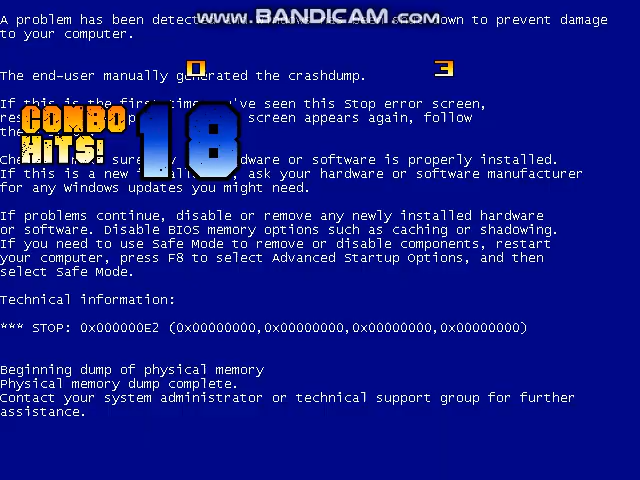 A problem has been detec
WWW.BANDICAM.COM
own to prevent damage
to your computer.
0 3
The end-user manually generated the crashdump.
If this is the first time 've seen this Stop error screen,
res screen appears again, follow
the
COMBO
HITS!
18
Che sure dware or software is properly installed.
If this is a new i ask your hardware or software manufacturer
for any Windows updates you might need.
If problems continue, disable or remove any newly installed hardware
or software. Disable BIOS memory options such as caching or shadowing.
If you need to use Safe Mode to remove or disable components, restart
your computer, press F8 to select Advanced Startup Options, and then
select Safe Mode.
Technical information:
*** STOP: 0x000000E2 (0x00000000,0x00000000,0x00000000,0x00000000)
Beginning dump of physical memory
Physical memory dump complete.
Contact your system administrator or technical support group for further
assistance.